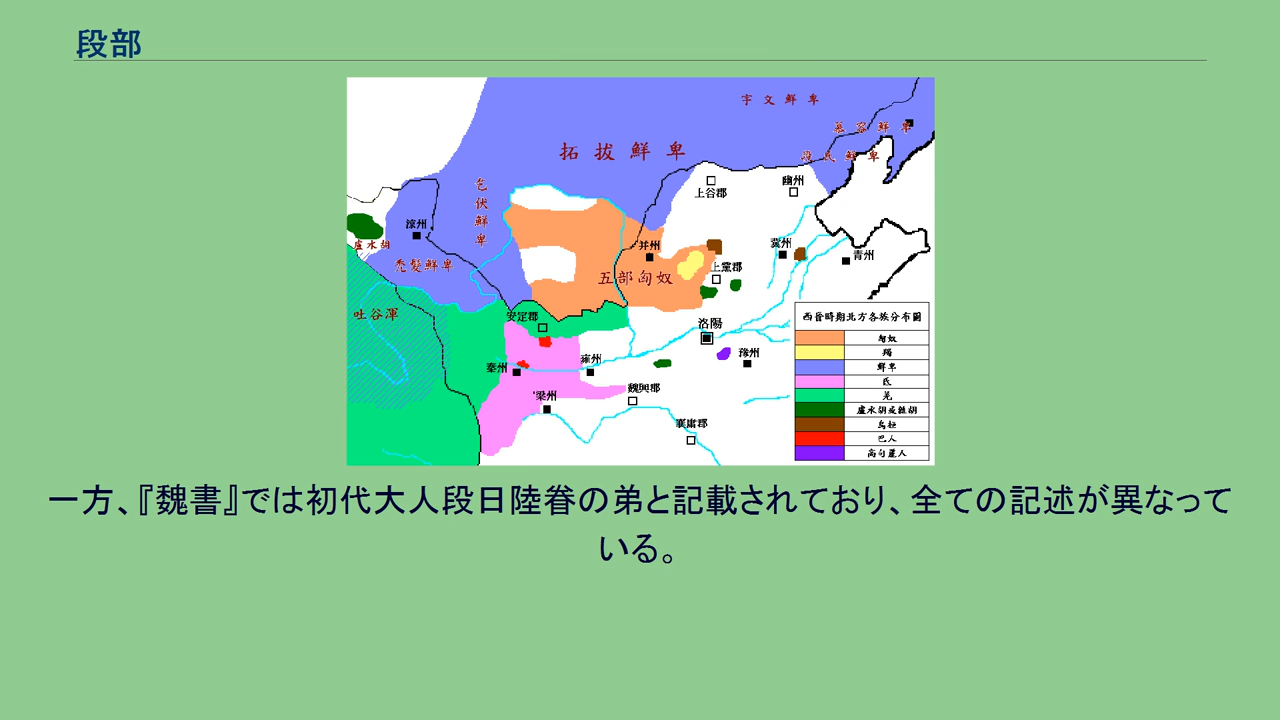 段部
宇文鮮卑
慕容鮮卑
拓拔鮮卑
段氏鮮卑
乞伏鮮卑
上谷郡
幽州
涼州
盧水胡
禿髮鮮卑
并州
冀州
青州
上黨郡
五部匈奴
吐谷渾
安定郡
洛陽
豫州
秦州
雍州
魏興郡
梁州
襄庸郡
西晉時期北方各族分布圖
匈奴
羯
鮮卑
氐
羌
盧水胡或雜胡
烏桓
巴人
高句麗人
一方、『魏書』では初代大人段日陸眷の弟と記載されており、全ての記述が異なって
いる。